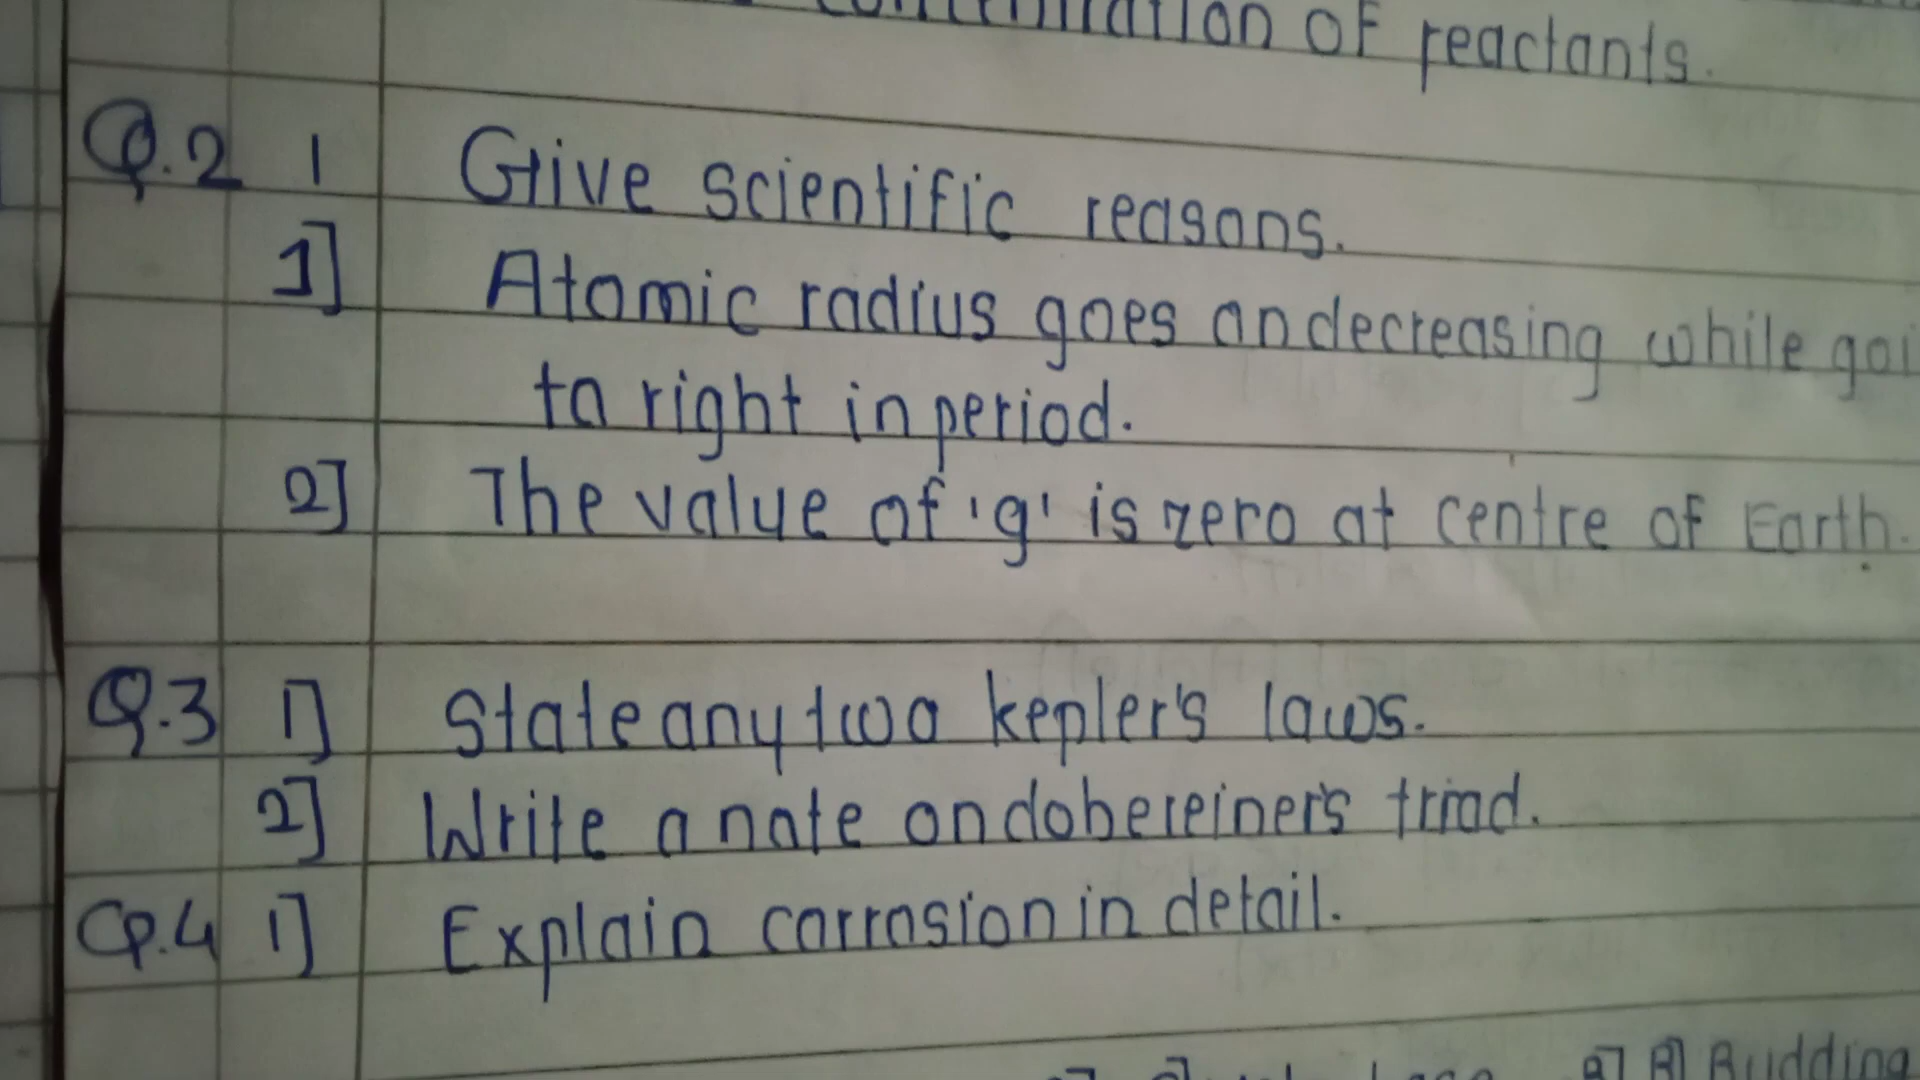 of reactants.
Q.2 1 Give scientific reasons.
1] Atomic radius goes on decreasing while
to right in period.
2] The value of 'g' is zero at centre of Earth.
Q.3 1] State any two kepler's laws.
2] Write a note on dobereiner's triad.
Q.4 1] Explain corrosion in detail.
Budding